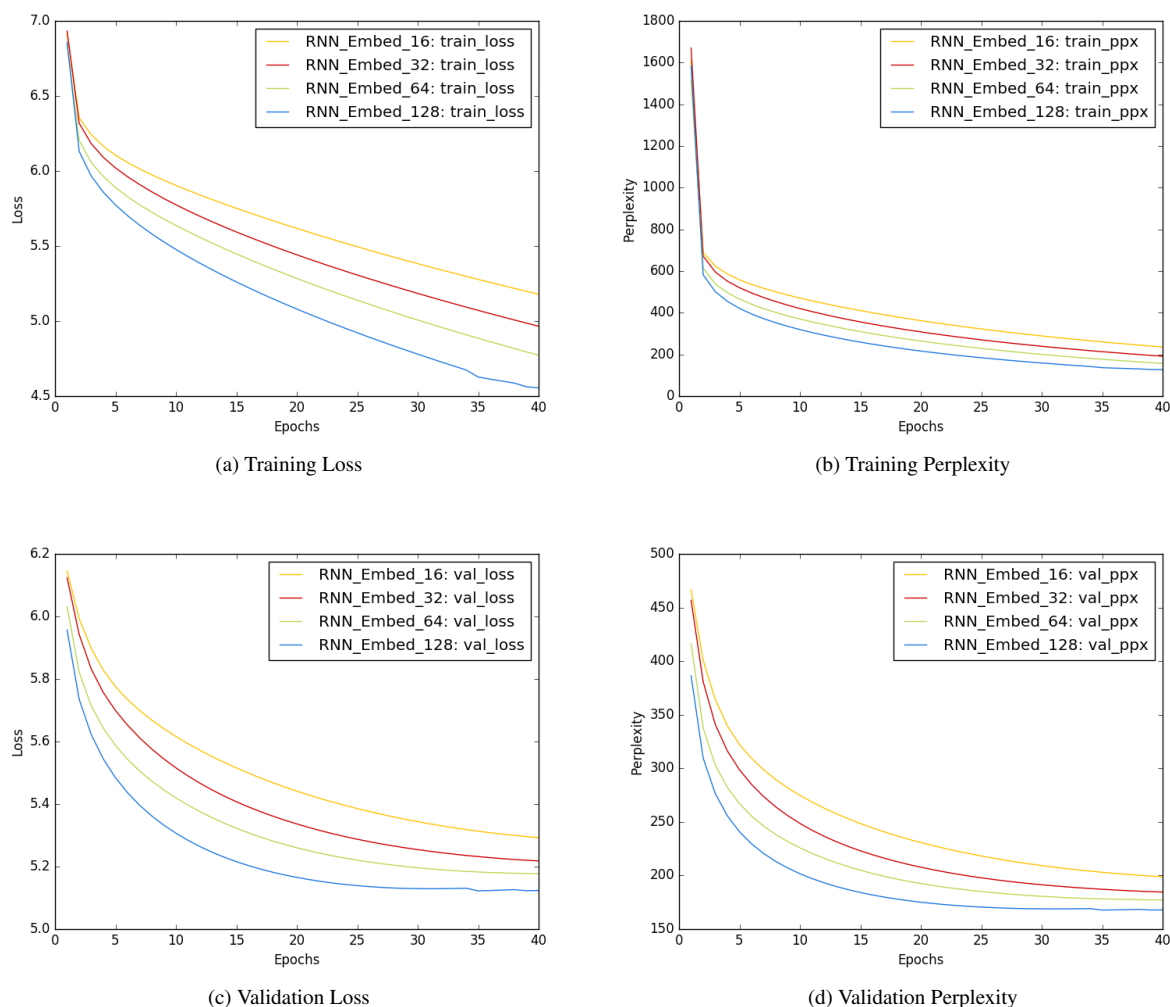 7.0
6.5
6.0
5.5
5.0
4.5
Loss
RNN_Embed_16: train_loss
RNN_Embed_32: train_loss
RNN_Embed_64: train_loss
RNN_Embed_128: train_loss
0 5 10 15 20 25 30 35 40
Epochs
(a) Training Loss
1800
1600
1400
1200
1000
800
600
400
200
0
Perplexity
RNN_Embed_16: train_ppx
RNN_Embed_32: train_ppx
RNN_Embed_64: train_ppx
RNN_Embed_128: train_ppx
0 5 10 15 20 25 30 35 40
Epochs
(b) Training Perplexity
6.2
6.0
5.8
5.6
5.4
5.2
5.0
Loss
RNN_Embed_16: val_loss
RNN_Embed_32: val_loss
RNN_Embed_64: val_loss
RNN_Embed_128: val_loss
0 5 10 15 20 25 30 35 40
Epochs
(c) Validation Loss
500
450
400
350
300
250
200
150
Perplexity
RNN_Embed_16: val_ppx
RNN_Embed_32: val_ppx
RNN_Embed_64: val_ppx
RNN_Embed_128: val_ppx
0 5 10 15 20 25 30 35 40
Epochs
(d) Validation Perplexity